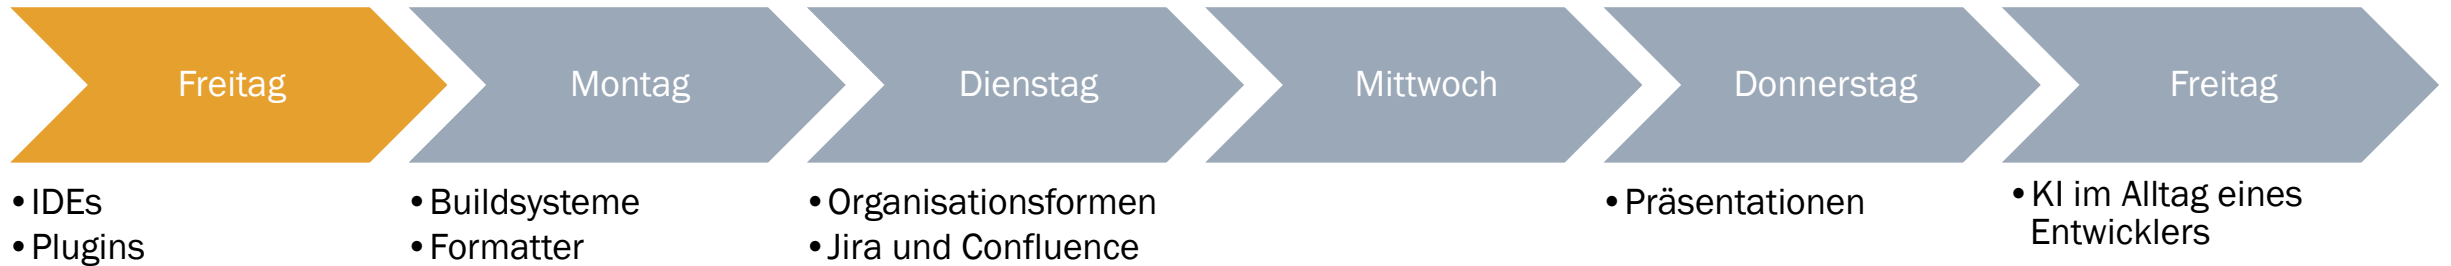 Freitag
Montag
Dienstag
Mittwoch
Donnerstag
Freitag
•IDEs
•Plugins
•Buildsysteme
•Formatter
•Organisationsformen
•Jira und Confluence
•Präsentationen
•KI im Alltag eines
Entwicklers